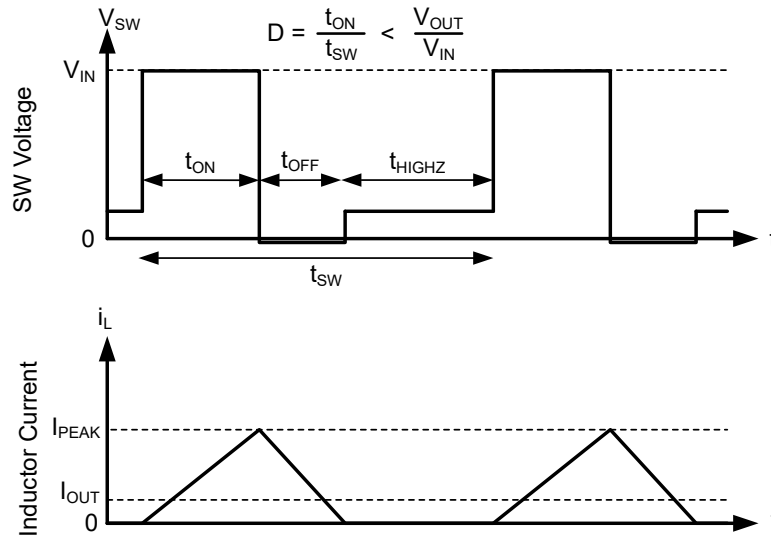 V_SW
D = t_ON / t_SW < V_OUT / V_IN
V_IN
SW Voltage
t_ON
t_OFF
t_HIGHZ
0
t_SW
i_L
Inductor Current
I_PEAK
I_OUT
0